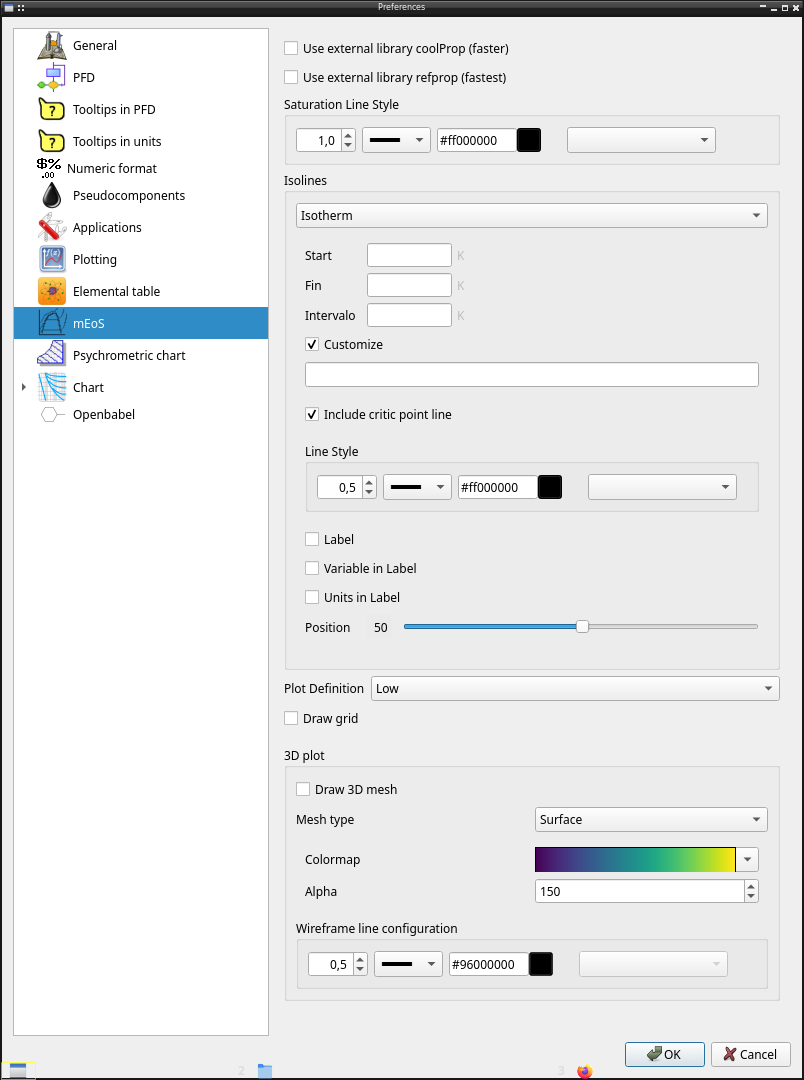 Preferences
General
PFD
Tooltips in PFD
Tooltips in units
$%
.00
Numeric format
Pseudocomponents
Applications
Plotting
Elemental table
mEoS
Psychrometric chart
Chart
Openbabel
Use external library coolProp (faster)
Use external library refprop (fastest)
Saturation Line Style
1,0
#ff000000
Isolines
Isotherm
Start K
Fin K
Intervalo K
Customize
Include critic point line
Line Style
0,5
#ff000000
Label
Variable in Label
Units in Label
Position 50
Plot Definition Low
Draw grid
3D plot
Draw 3D mesh
Mesh type Surface
Colormap
Alpha 150
Wireframe line configuration
0,5
#96000000
OK Cancel
2
3